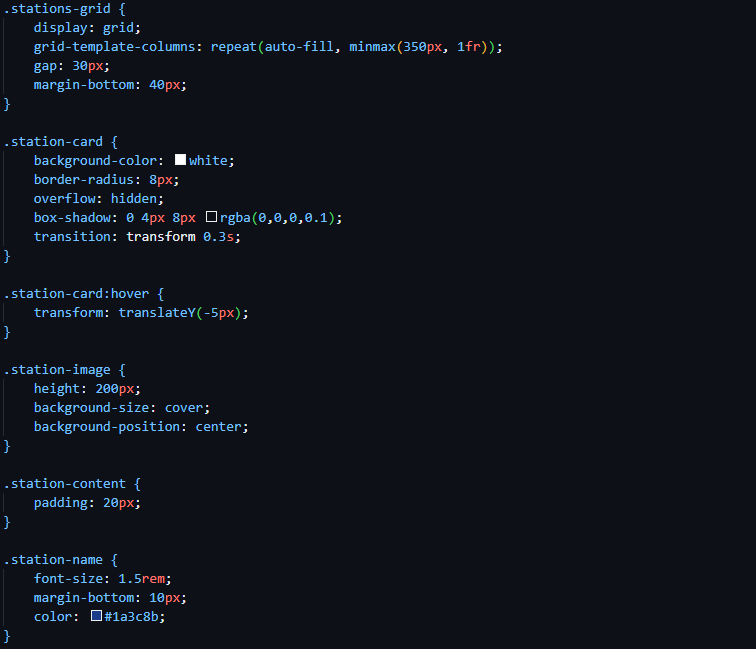 .stations-grid {
    display: grid;
    grid-template-columns: repeat(auto-fill, minmax(350px, 1fr));
    gap: 30px;
    margin-bottom: 40px;
}

.station-card {
    background-color: white;
    border-radius: 8px;
    overflow: hidden;
    box-shadow: 0 4px 8px rgba(0,0,0,0.1);
    transition: transform 0.3s;
}

.station-card:hover {
    transform: translateY(-5px);
}

.station-image {
    height: 200px;
    background-size: cover;
    background-position: center;
}

.station-content {
    padding: 20px;
}

.station-name {
    font-size: 1.5rem;
    margin-bottom: 10px;
    color: #1a3c8b;
}